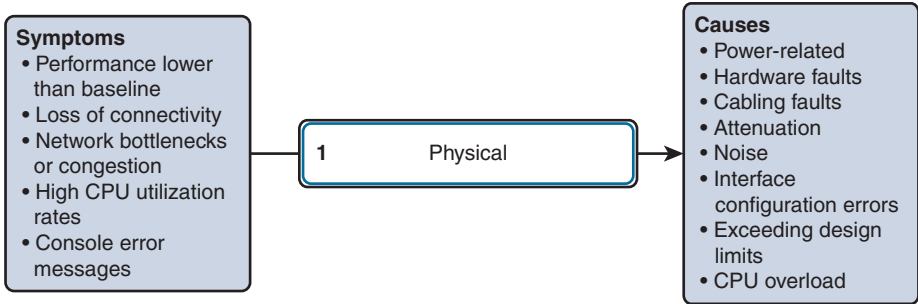 Symptoms
• Performance lower
than baseline
• Loss of connectivity
• Network bottlenecks
or congestion
• High CPU utilization
rates
• Console error
messages
1 Physical
Causes
• Power-related
• Hardware faults
• Cabling faults
• Attenuation
• Noise
• Interface
configuration errors
• Exceeding design
limits
• CPU overload